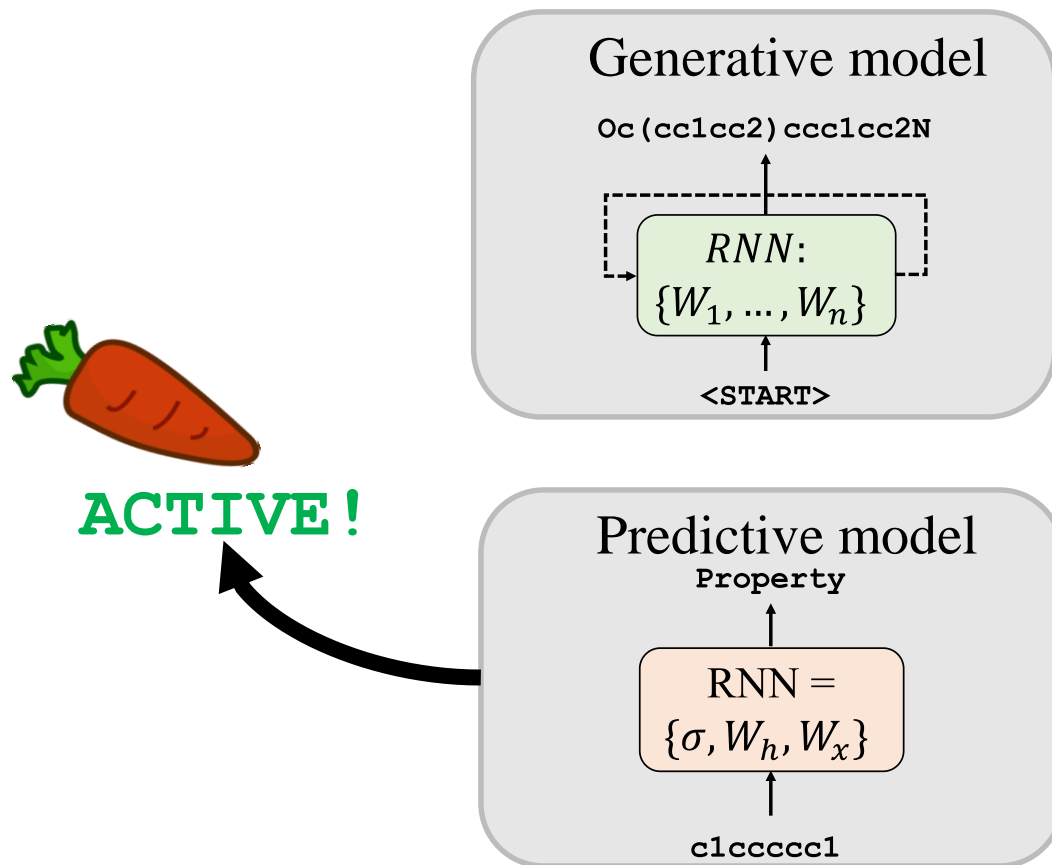 Generative model
Oc(cc1cc2)ccc1cc2N
RNN:
{W₁, … , Wₙ}
<START>
ACTIVE!
Predictive model
Property
RNN =
{σ, Wₕ, Wₓ}
c1ccccc1